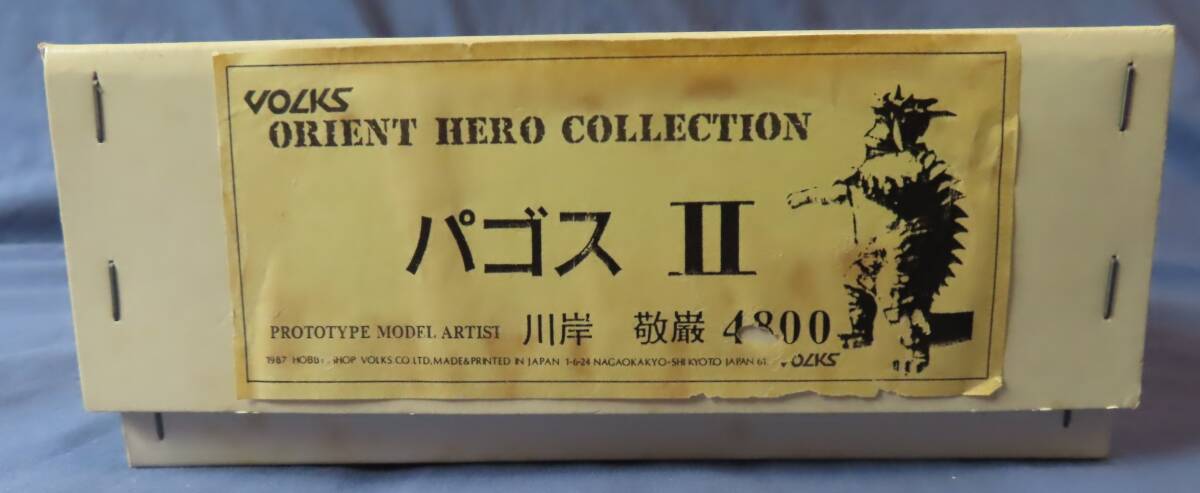 VOLKS
ORIENT HERO COLLECTION
パゴス II
PROTOTYPE MODEL ARTIST 川岸 敬巌 4800
1987 HOBBY SHOP VOLKS.CO.LTD,MADE&PRINTED IN JAPAN 1-6-24 NAGAOKAKYO-SHI KYOTO JAPAN 61 VOLKS